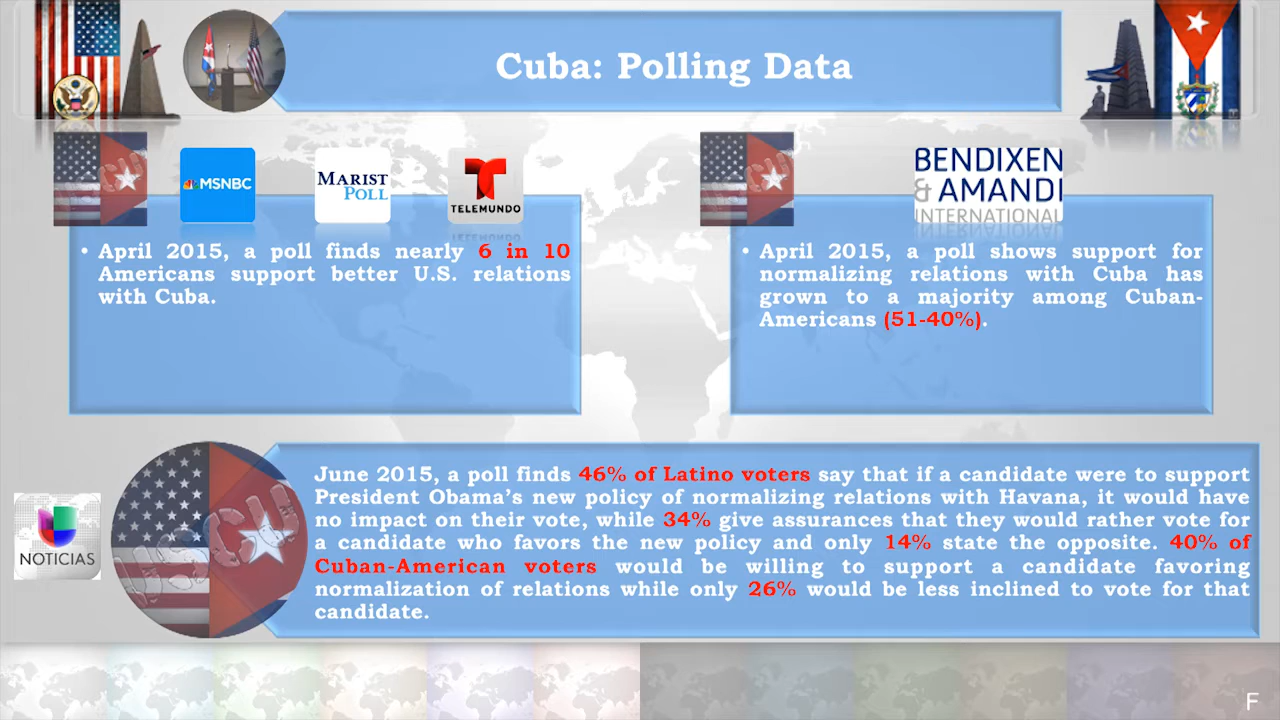 Cuba: Polling Data
MSNBC
MARIST
POLL
TELEMUNDO
BENDIXEN
& AMANDI
INTERNATIONAL
• April 2015, a poll finds nearly 6 in 10
Americans support better U.S. relations
with Cuba.
• April 2015, a poll shows support for
normalizing relations with Cuba has
grown to a majority among Cuban-
Americans (51-40%).
NOTICIAS
June 2015, a poll finds 46% of Latino voters say that if a candidate were to support
President Obama's new policy of normalizing relations with Havana, it would have
no impact on their vote, while 34% give assurances that they would rather vote for
a candidate who favors the new policy and only 14% state the opposite. 40% of
Cuban-American voters would be willing to support a candidate favoring
normalization of relations while only 26% would be less inclined to vote for that
candidate.
F